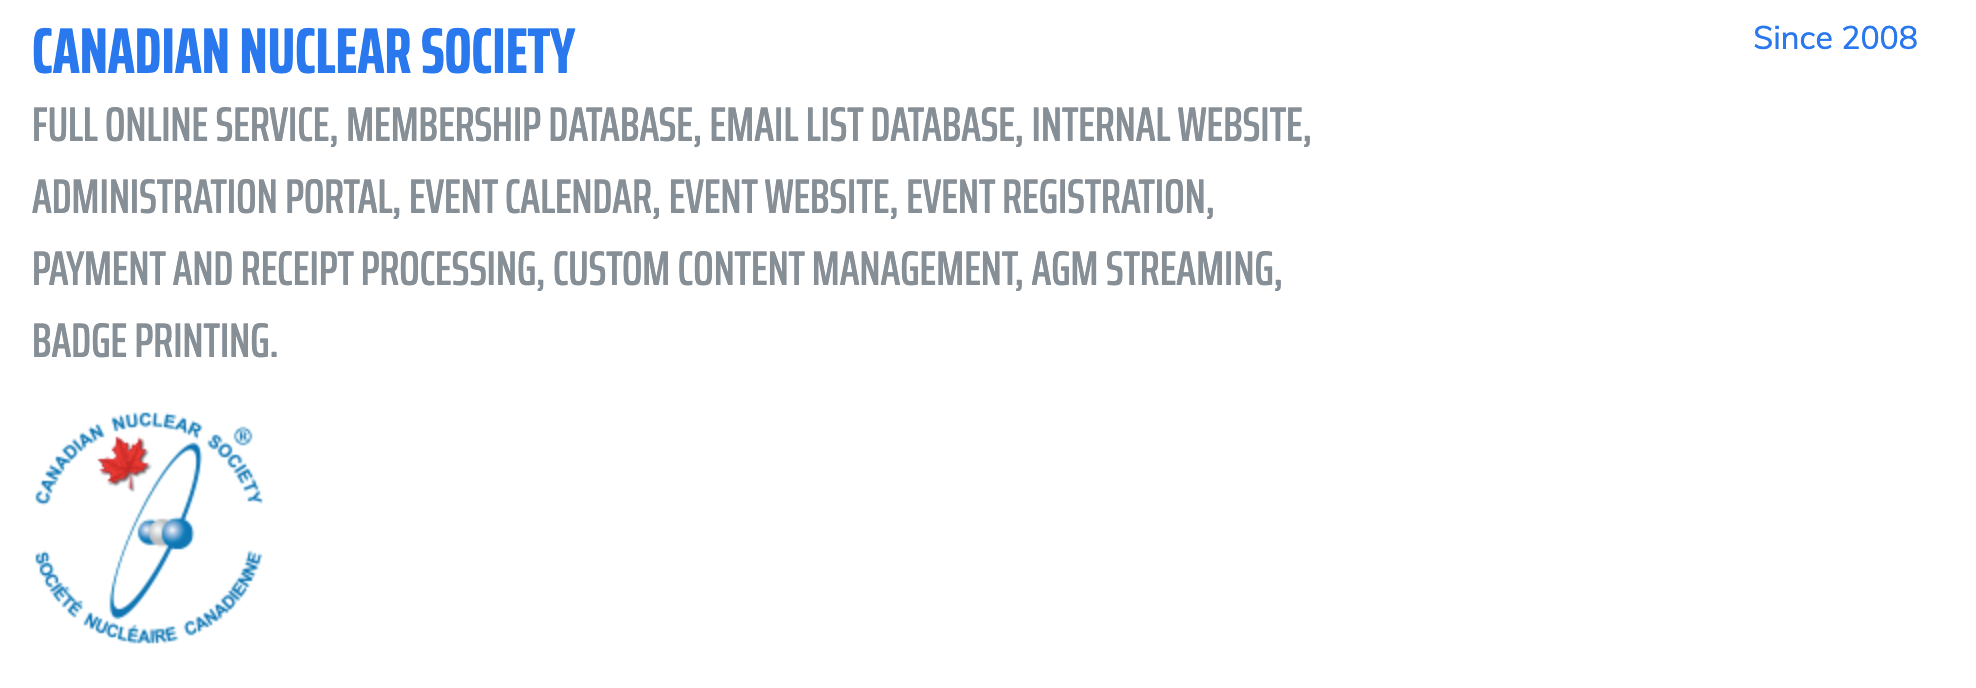 CANADIAN NUCLEAR SOCIETY
Since 2008
FULL ONLINE SERVICE, MEMBERSHIP DATABASE, EMAIL LIST DATABASE, INTERNAL WEBSITE,
ADMINISTRATION PORTAL, EVENT CALENDAR, EVENT WEBSITE, EVENT REGISTRATION,
PAYMENT AND RECEIPT PROCESSING, CUSTOM CONTENT MANAGEMENT, AGM STREAMING,
BADGE PRINTING.
CANADIAN NUCLEAR SOCIETY ®
SOCIÉTÉ NUCLÉAIRE CANADIENNE